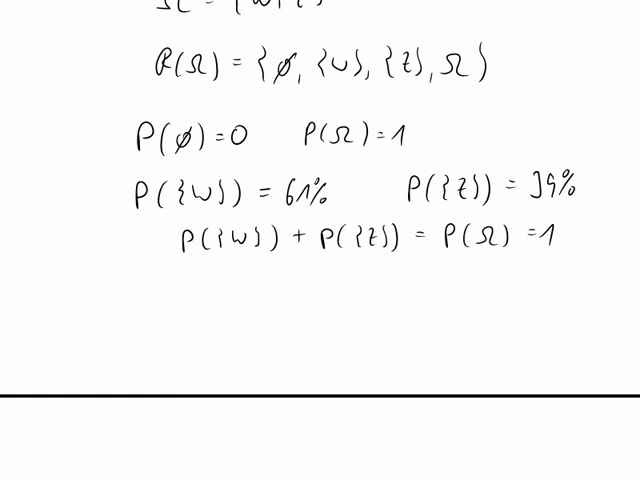 Ω = {W, Z}
P(Ω) = {∅, {W}, {Z}, Ω}
P(∅) = 0 P(Ω) = 1
P({W}) = 61% P({Z}) = 39%
P({W}) + P({Z}) = P(Ω) = 1